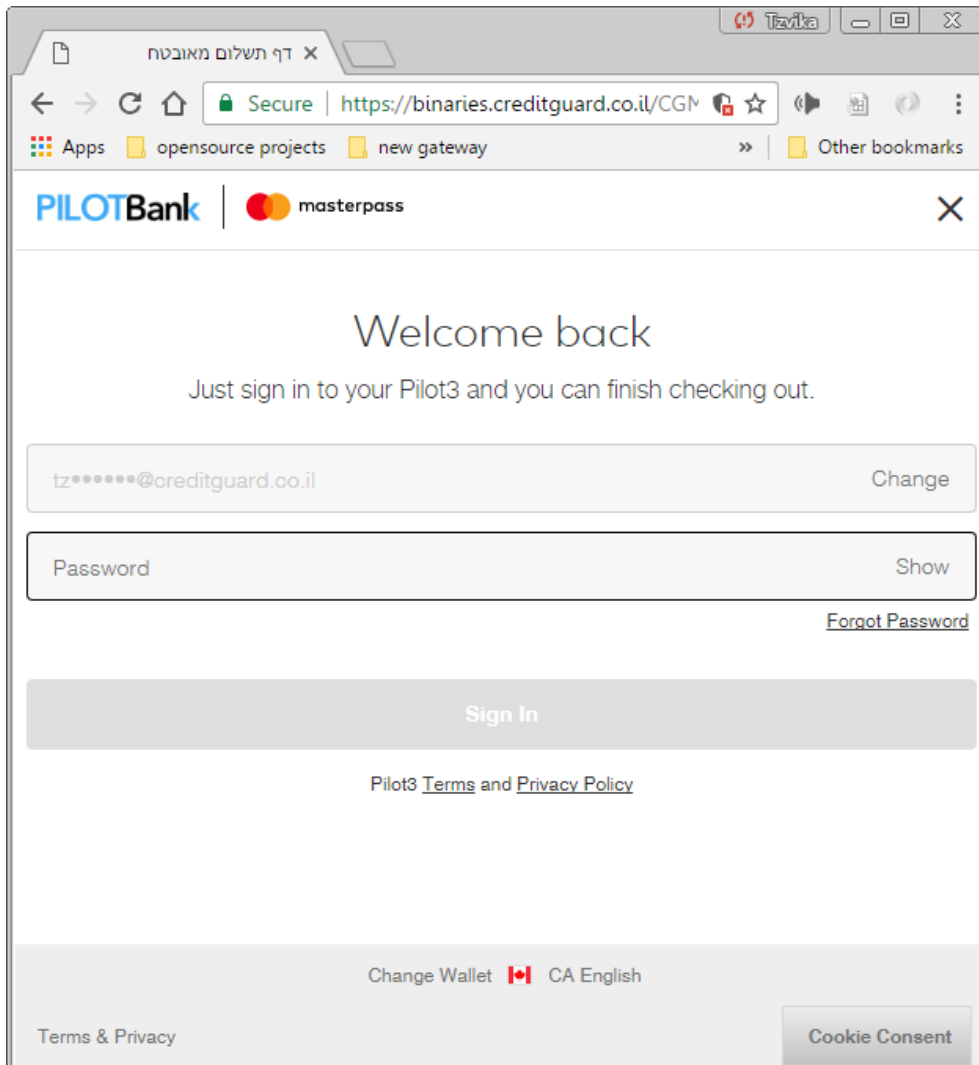 Tzvika
דף תשלום מאובטח
Secure https://binaries.creditguard.co.il/CGM
Apps opensource projects new gateway » Other bookmarks
PILOTBank masterpass
Welcome back
Just sign in to your Pilot3 and you can finish checking out.
tz••••••@creditguard.co.il Change
Password Show
Forgot Password
Sign In
Pilot3 Terms and Privacy Policy
Change Wallet CA English
Terms & Privacy Cookie Consent